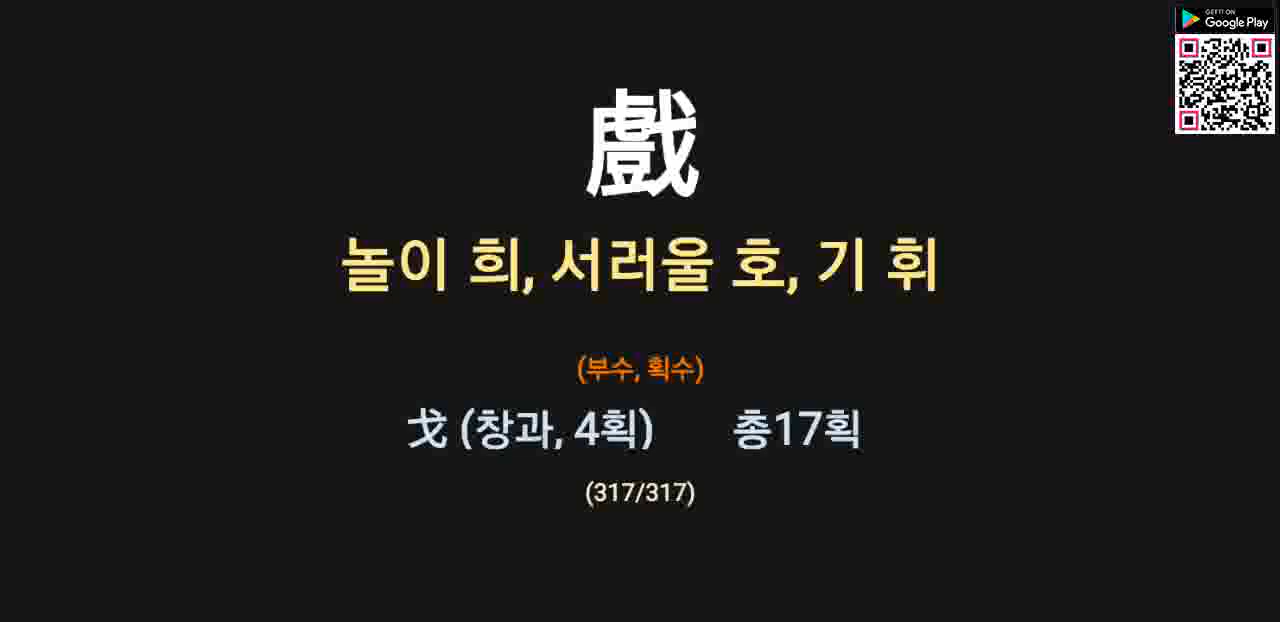 GET IT ON
Google Play
戲
놀이 희, 서러울 호, 기 휘
(부수, 획수)
戈 (창과, 4획) 총17획
(317/317)